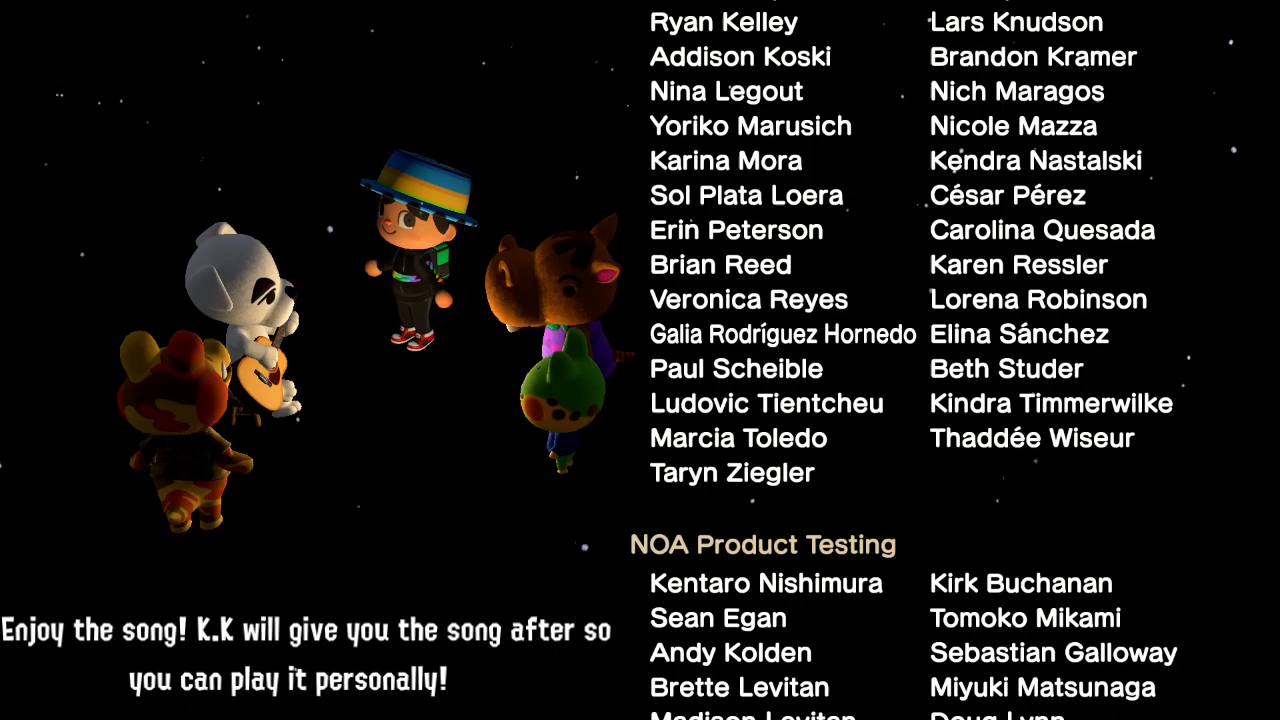 Ryan Kelley Lars Knudson
Addison Koski Brandon Kramer
Nina Legout Nich Maragos
Yoriko Marusich Nicole Mazza
Karina Mora Kendra Nastalski
Sol Plata Loera César Pérez
Erin Peterson Carolina Quesada
Brian Reed Karen Ressler
Veronica Reyes Lorena Robinson
Galia Rodríguez Hornedo Elina Sánchez
Paul Scheible Beth Studer
Ludovic Tientcheu Kindra Timmerwilke
Marcia Toledo Thaddée Wiseur
Taryn Ziegler
NOA Product Testing
Kentaro Nishimura Kirk Buchanan
Sean Egan Tomoko Mikami
Andy Kolden Sebastian Galloway
Brette Levitan Miyuki Matsunaga
Madison Levitan Doug Lynn
Enjoy the song! K.K will give you the song after so
you can play it personally!